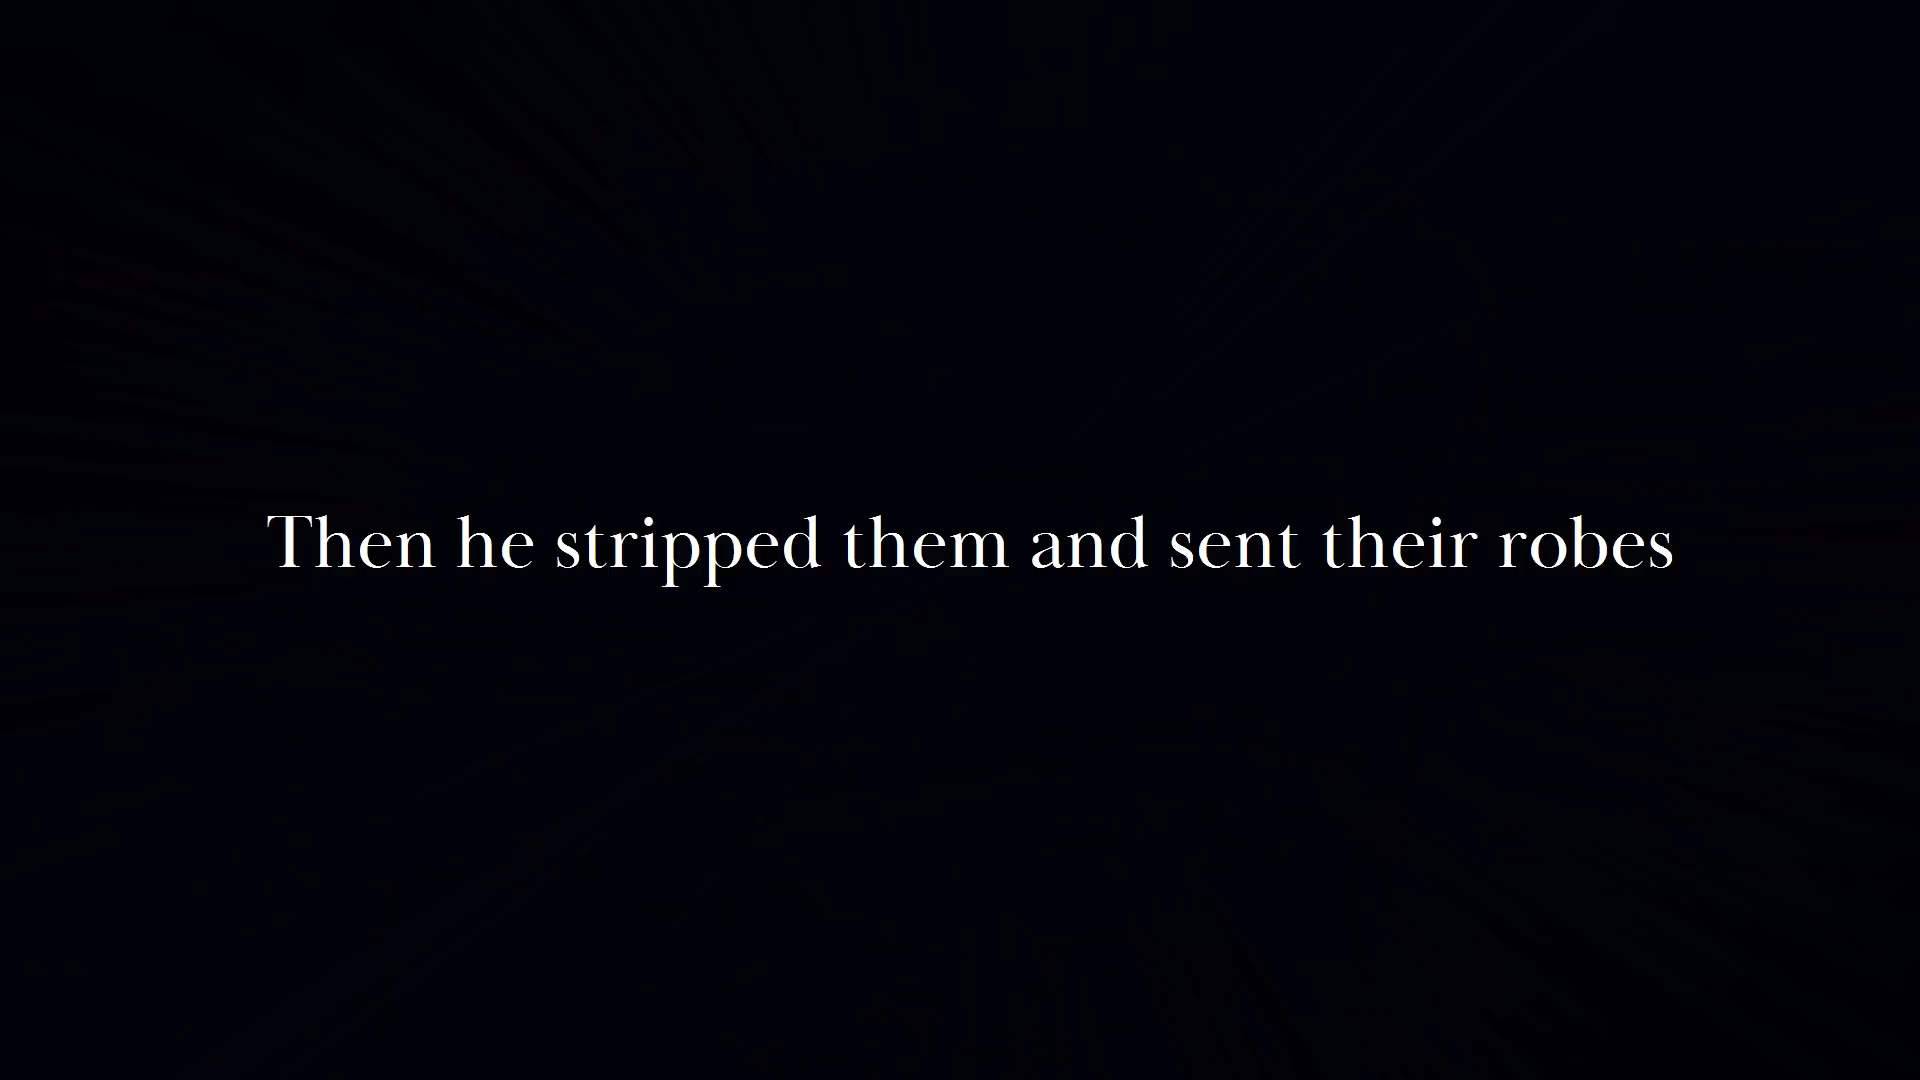 Then he stripped them and sent their robes